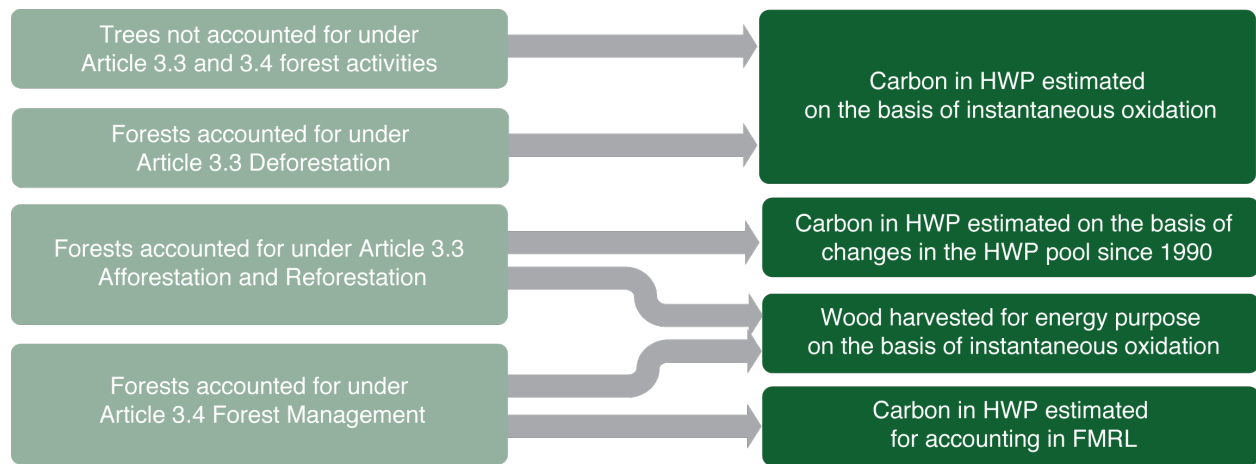 Trees not accounted for under
Article 3.3 and 3.4 forest activities
Carbon in HWP estimated
on the basis of instantaneous oxidation
Forests accounted for under
Article 3.3 Deforestation
Forests accounted for under Article 3.3
Afforestation and Reforestation
Carbon in HWP estimated on the basis of
changes in the HWP pool since 1990
Wood harvested for energy purpose
on the basis of instantaneous oxidation
Forests accounted for under
Article 3.4 Forest Management
Carbon in HWP estimated
for accounting in FMRL